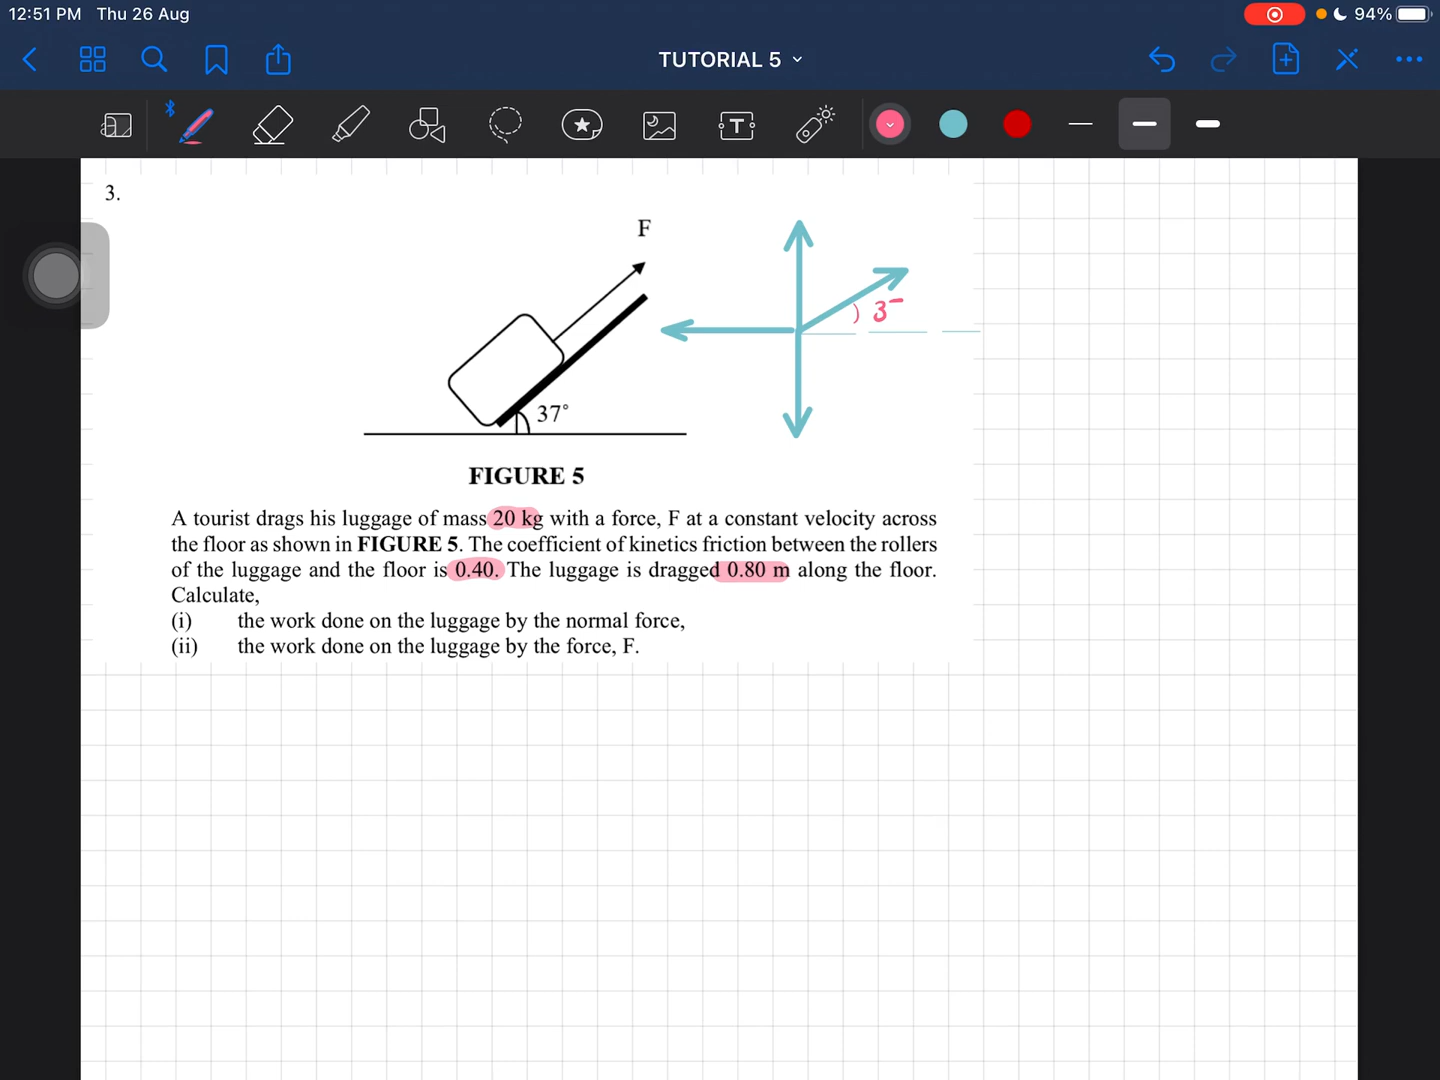 12:51 PM Thu 26 Aug
94%
TUTORIAL 5
T
3.
F
3
37°
FIGURE 5
A tourist drags his luggage of mass 20 kg with a force, F at a constant velocity across
the floor as shown in FIGURE 5. The coefficient of kinetics friction between the rollers
of the luggage and the floor is 0.40. The luggage is dragged 0.80 m along the floor.
Calculate,
(i) the work done on the luggage by the normal force,
(ii) the work done on the luggage by the force, F.